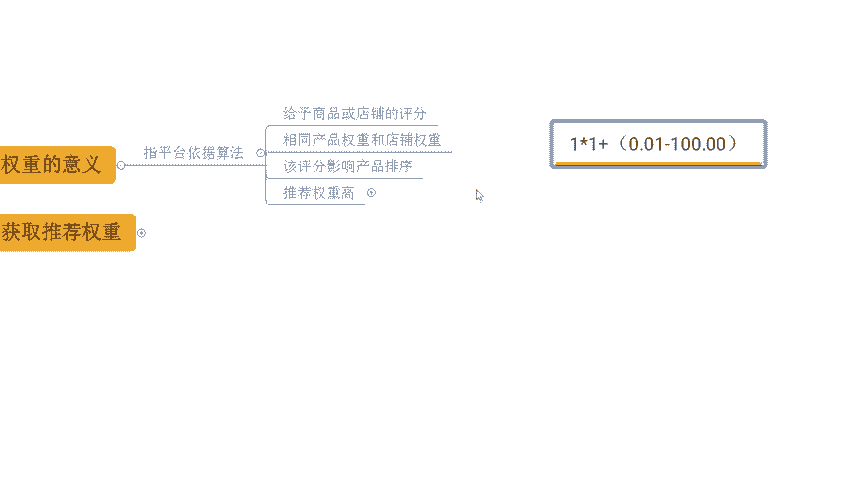 给予商品或店铺的评分
相同产品权重和店铺权重
该评分影响产品排序
推荐权重高
指平台依据算法
权重的意义
获取推荐权重
1*1+（0.01-100.00）